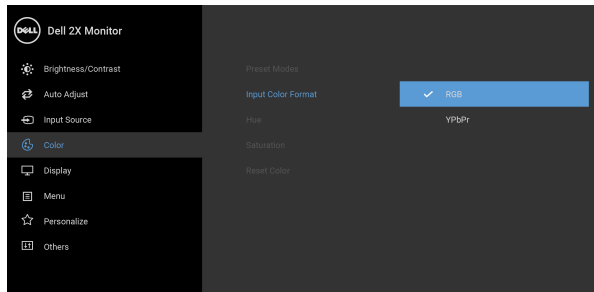 DELL
Dell 2X Monitor
Brightness/Contrast
Auto Adjust
Input Source
Color
Display
Menu
Personalize
Others
Preset Modes
Input Color Format
Hue
Saturation
Reset Color
RGB
YPbPr